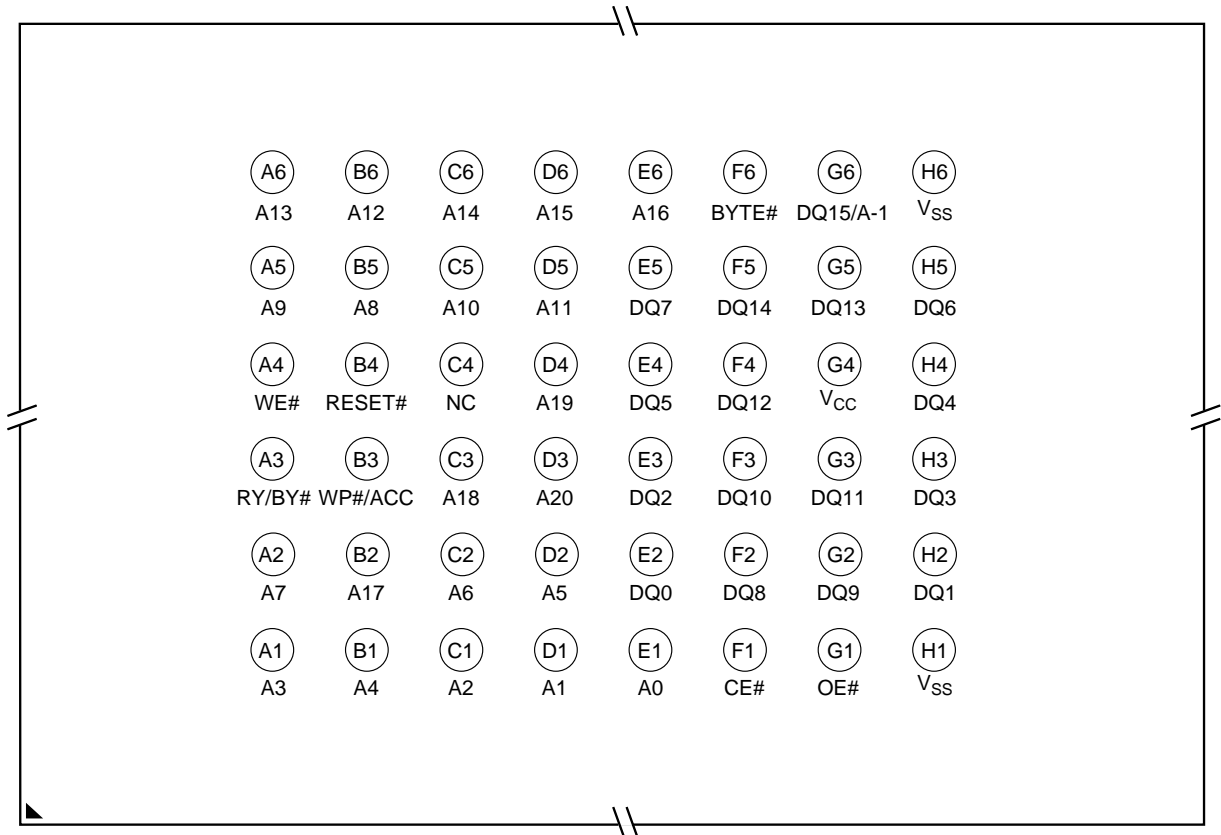 A6 B6 C6 D6 E6 F6 G6 H6
A13 A12 A14 A15 A16 BYTE# DQ15/A-1 VSS
A5 B5 C5 D5 E5 F5 G5 H5
A9 A8 A10 A11 DQ7 DQ14 DQ13 DQ6
A4 B4 C4 D4 E4 F4 G4 H4
WE# RESET# NC A19 DQ5 DQ12 VCC DQ4
A3 B3 C3 D3 E3 F3 G3 H3
RY/BY# WP#/ACC A18 A20 DQ2 DQ10 DQ11 DQ3
A2 B2 C2 D2 E2 F2 G2 H2
A7 A17 A6 A5 DQ0 DQ8 DQ9 DQ1
A1 B1 C1 D1 E1 F1 G1 H1
A3 A4 A2 A1 A0 CE# OE# VSS